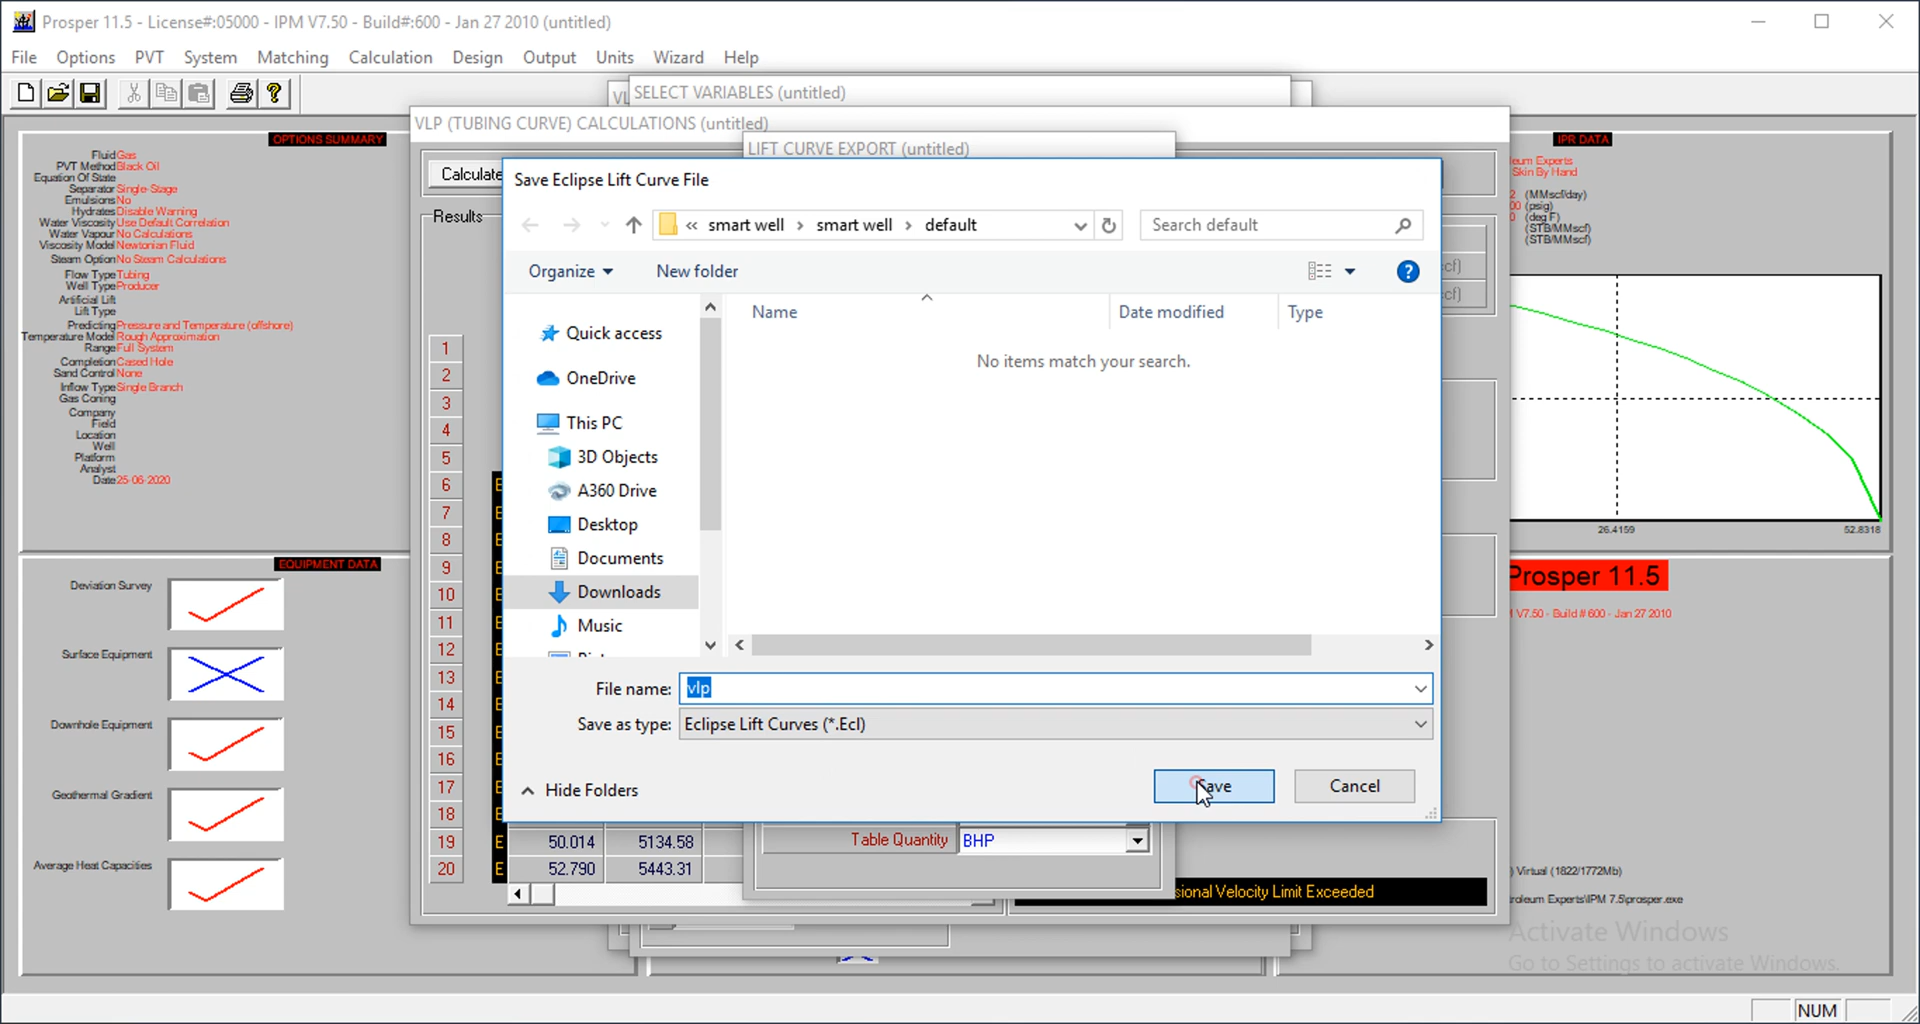 Prosper 11.5 - License#:05000 - IPM V7.50 - Build#:600 - Jan 27 2010 (untitled)
File Options PVT System Matching Calculation Design Output Units Wizard Help
SELECT VARIABLES (untitled)
VLP (TUBING CURVE) CALCULATIONS (untitled)
LIFT CURVE EXPORT (untitled)
OPTIONS SUMMARY
Fluid Gas
PVT Method Black Oil
Equation Of State
Separator Single-Stage
Emulsions No
Hydrates Disable Warning
Water Viscosity Use Default Correlation
Water Vapour No Calculations
Viscosity Model Newtonian Fluid
Steam Option No Steam Calculations
Flow Type Tubing
Well Type Producer
Artificial Lift
Lift Type
Predicting Pressure and Temperature (offshore)
Temperature Model Rough Approximation
Range Full System
Completion Cased Hole
Sand Control None
Inflow Type Single Branch
Gas Coning
Company
Field
Location
Well
Platform
Analyst
Date 25-06-2020
EQUIPMENT DATA
Deviation Survey
Surface Equipment
Downhole Equipment
Geothermal Gradient
Average Heat Capacities
Calculate
Results
1
2
3
4
5
6
7
8
9
10
11
12
13
14
15
16
17
18
19 50.014 5134.58
20 52.790 5443.31
Save Eclipse Lift Curve File
« smart well › smart well › default
Search default
Organize
New folder
Quick access
OneDrive
This PC
3D Objects
A360 Drive
Desktop
Documents
Downloads
Music
Name Date modified Type
No items match your search.
File name: vlp
Save as type: Eclipse Lift Curves (*.Ecl)
Hide Folders
Save
Cancel
Table Quantity BHP
Velocity Limit Exceeded
IPR DATA
Experts
Skin By Hand
(MMscf/day)
(psig)
(deg F)
(STB/MMscf)
(STB/MMscf)
26.4159 52.8318
Prosper 11.5
V7.50 - Build # 600 - Jan 27 2010
Virtual (1822/1772Mb)
Experts\IPM 7.5\prosper.exe
Activate Windows
Go to Settings to activate Windows.
NUM